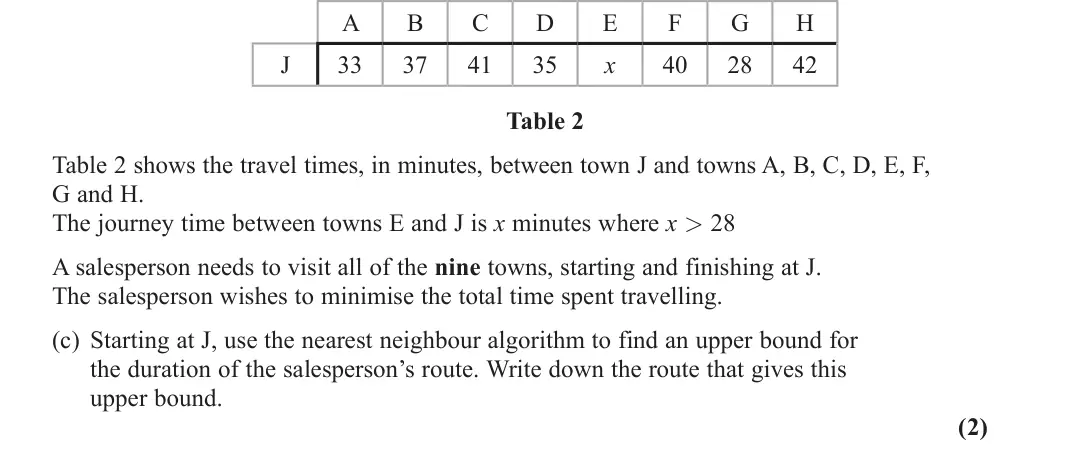 A B C D E F G H
J 33 37 41 35 x 40 28 42
Table 2
Table 2 shows the travel times, in minutes, between town J and towns A, B, C, D, E, F,
G and H.
The journey time between towns E and J is x minutes where x > 28
A salesperson needs to visit all of the nine towns, starting and finishing at J.
The salesperson wishes to minimise the total time spent travelling.
(c) Starting at J, use the nearest neighbour algorithm to find an upper bound for
the duration of the salesperson's route. Write down the route that gives this
upper bound.
(2)